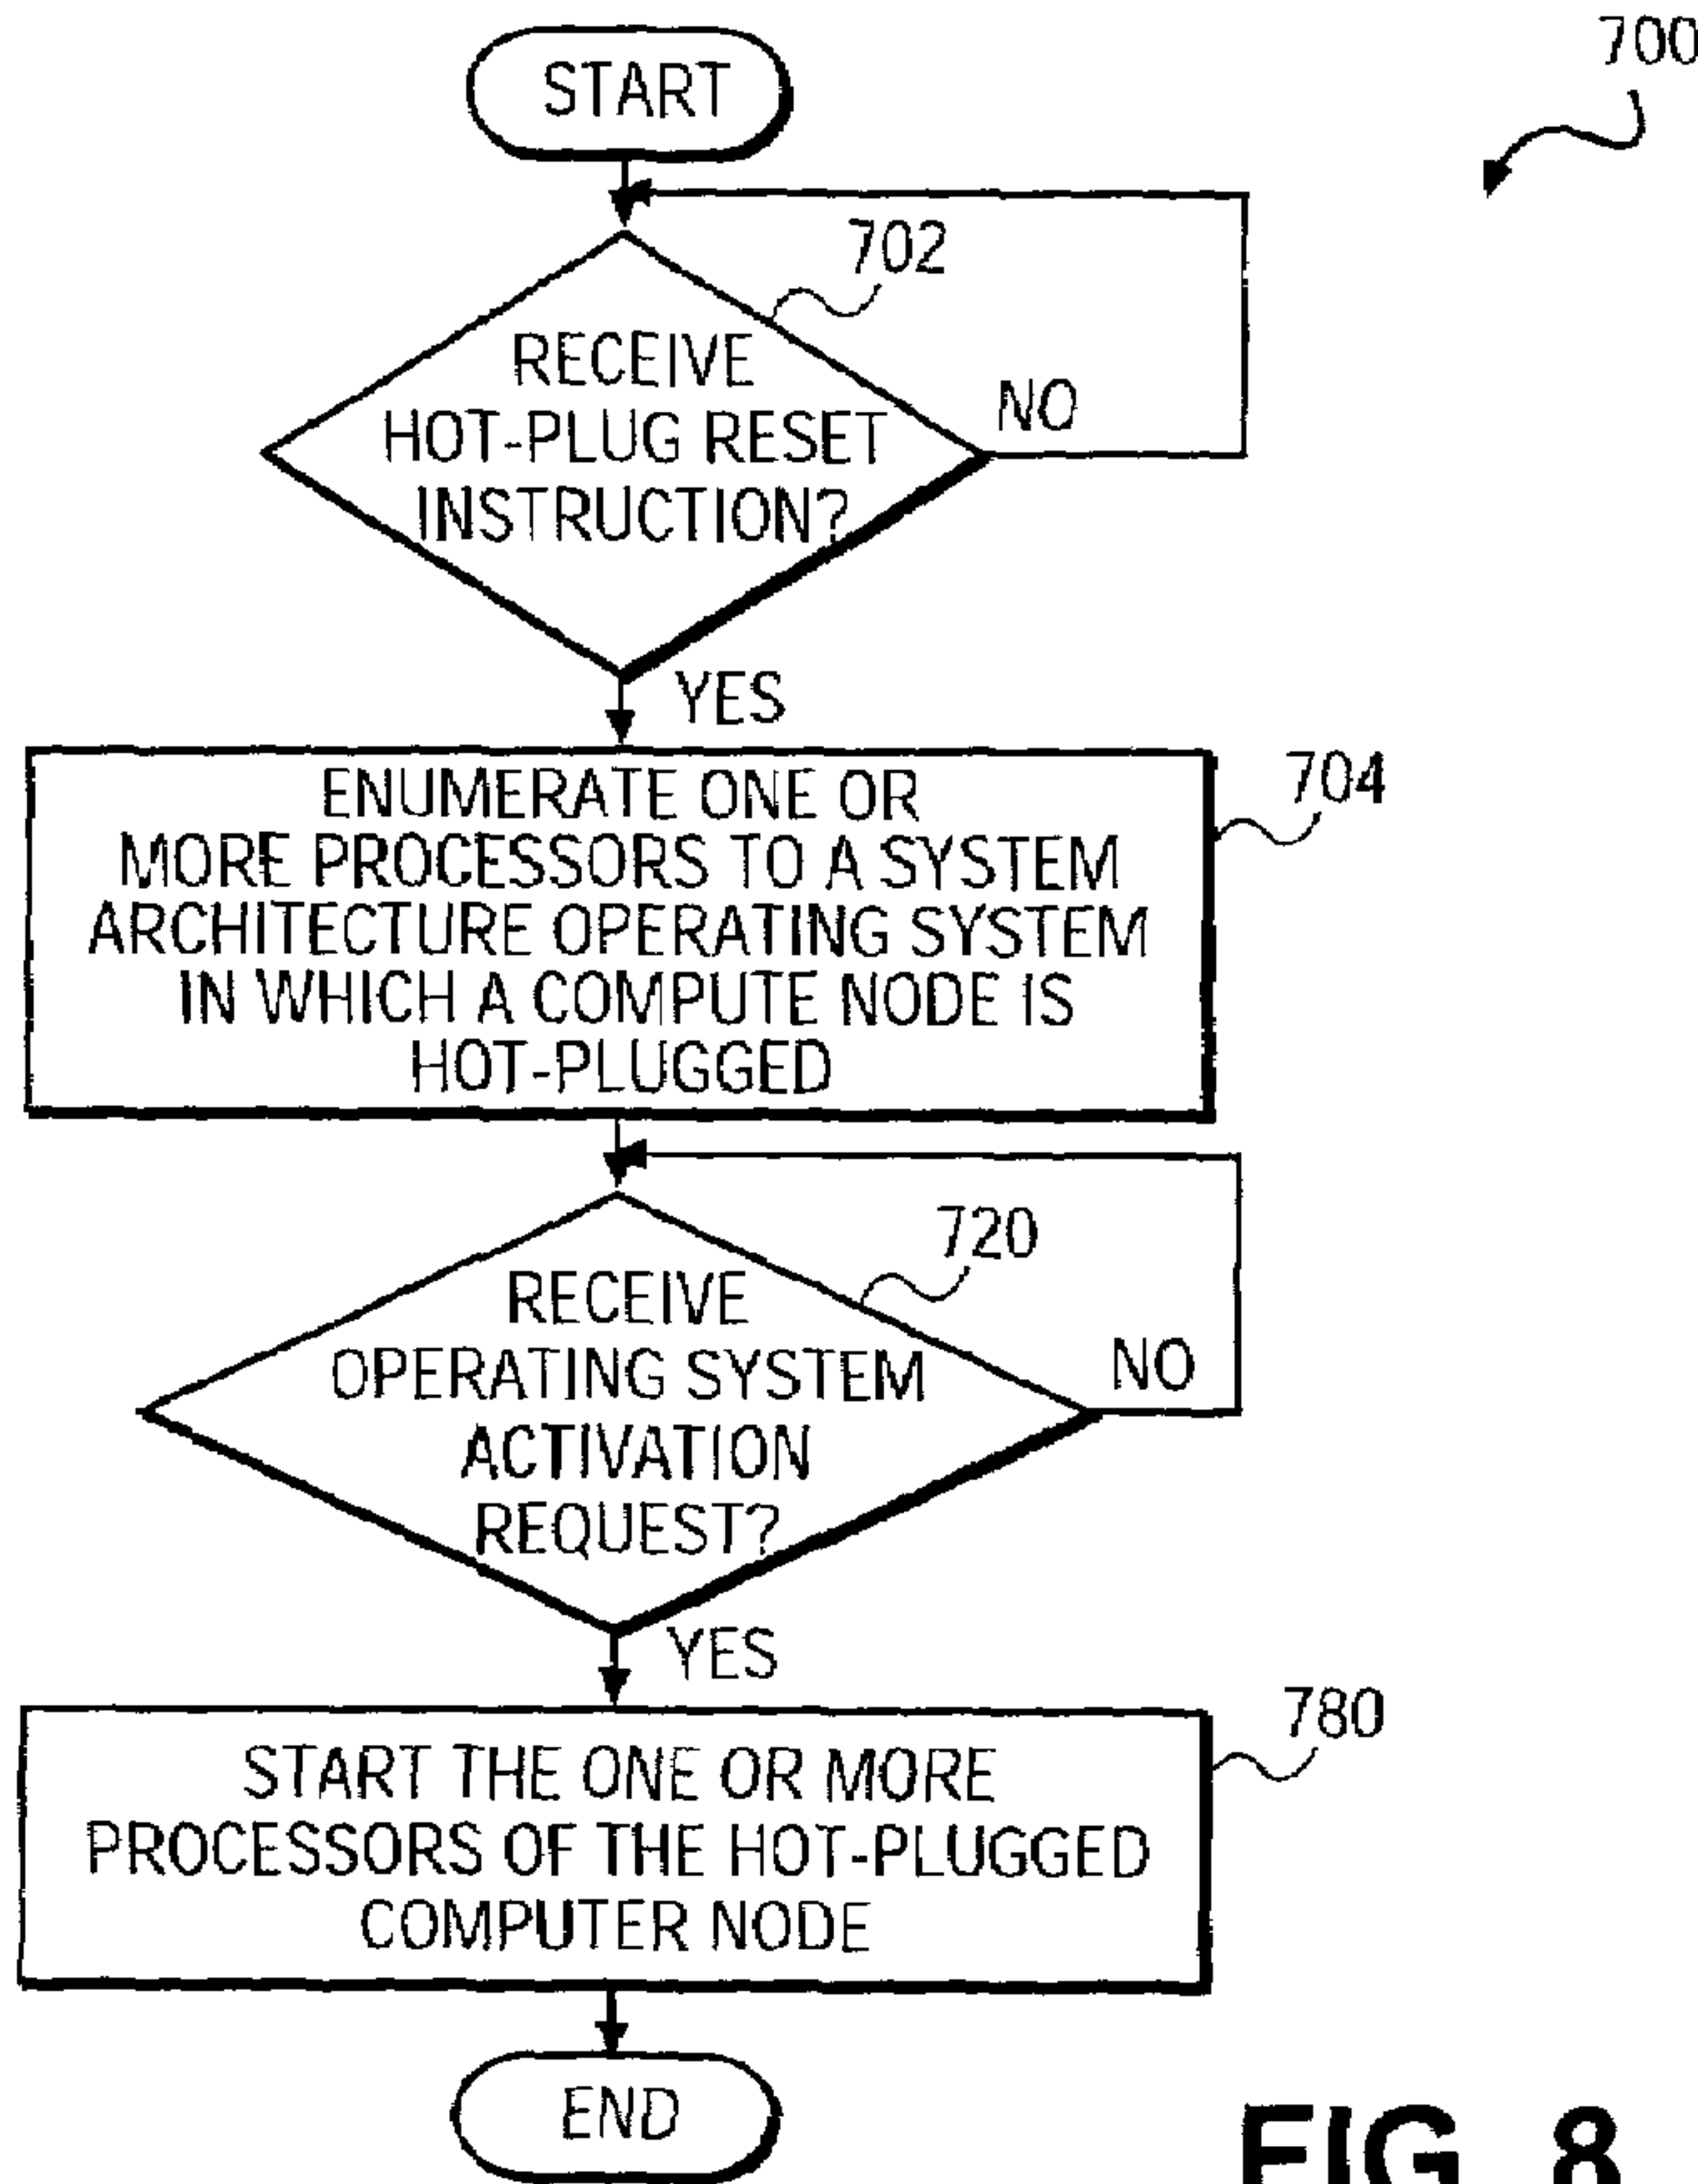 700
START
702
RECEIVE
HOT-PLUG RESET
INSTRUCTION?
NO
YES
704
ENUMERATE ONE OR
MORE PROCESSORS TO A SYSTEM
ARCHITECTURE OPERATING SYSTEM
IN WHICH A COMPUTE NODE IS
HOT-PLUGGED
720
RECEIVE
OPERATING SYSTEM
ACTIVATION
REQUEST?
NO
YES
780
START THE ONE OR MORE
PROCESSORS OF THE HOT-PLUGGED
COMPUTER NODE
END
FIG. 8